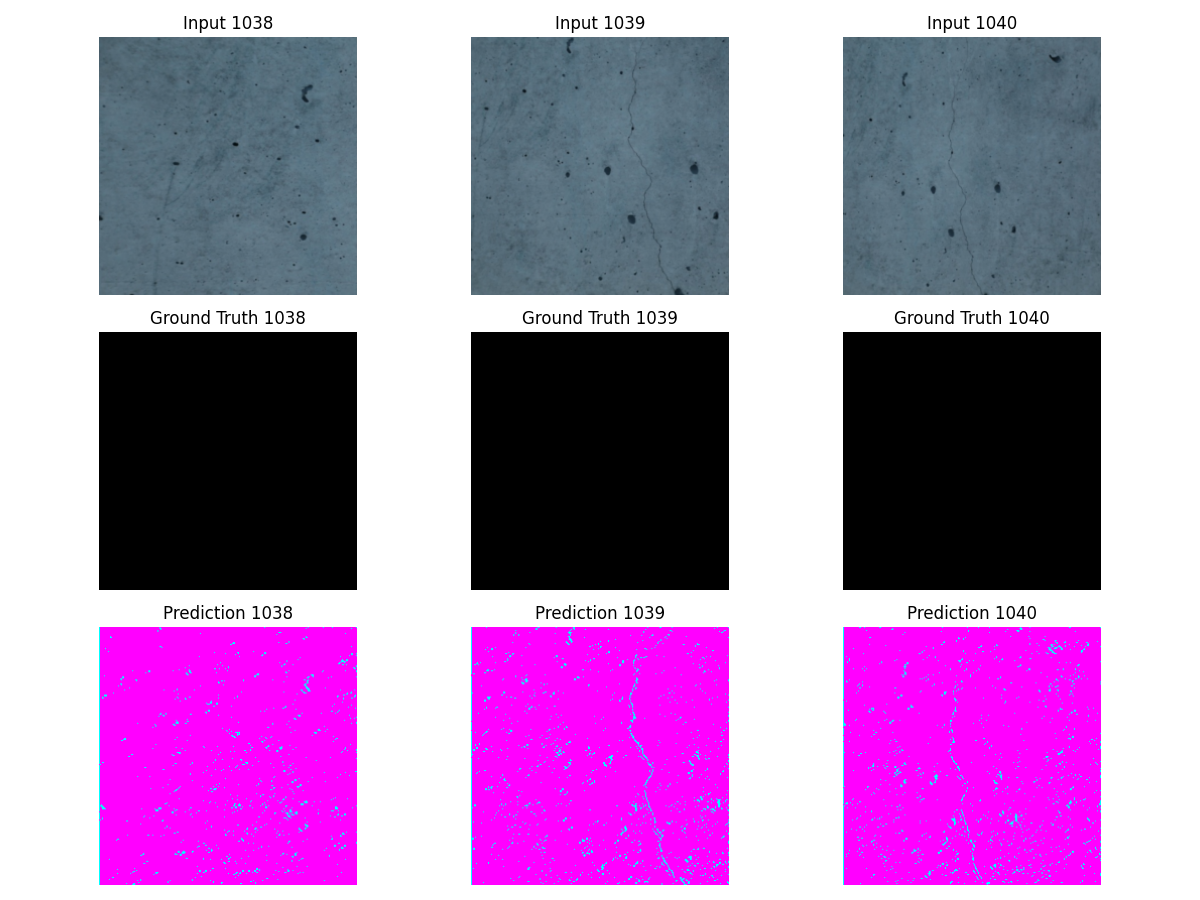 Input 1038
Input 1039
Input 1040
Ground Truth 1038
Ground Truth 1039
Ground Truth 1040
Prediction 1038
Prediction 1039
Prediction 1040